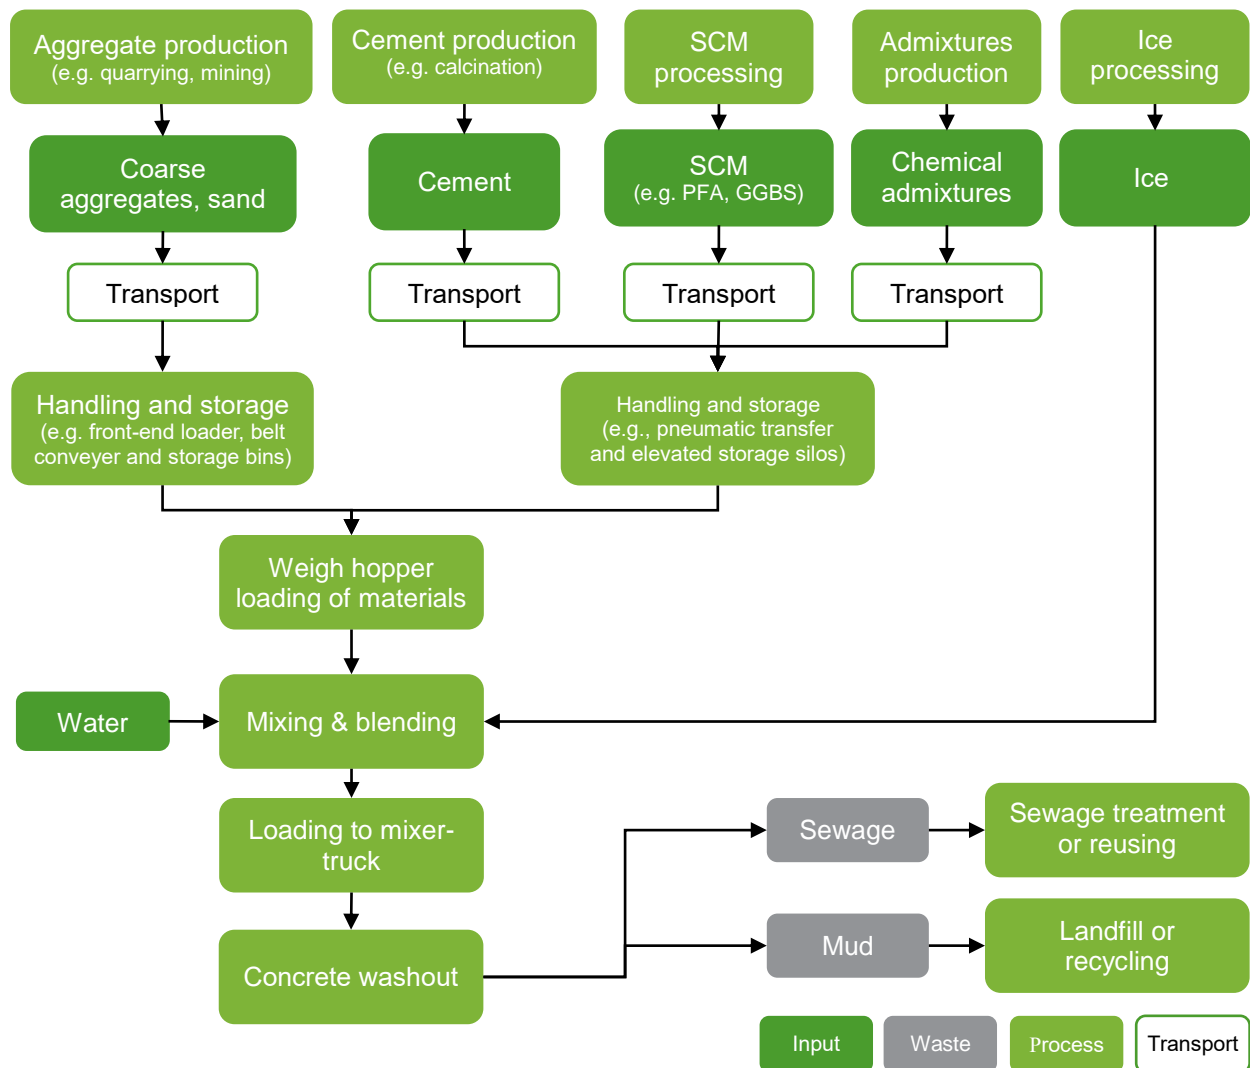 Aggregate production
(e.g. quarrying, mining)
Cement production
(e.g. calcination)
SCM
processing
Admixtures
production
Ice
processing
Coarse
aggregates, sand
Cement
SCM
(e.g. PFA, GGBS)
Chemical
admixtures
Ice
Transport
Transport
Transport
Transport
Handling and storage
(e.g. front-end loader, belt
conveyer and storage bins)
Handling and storage
(e.g., pneumatic transfer
and elevated storage silos)
Weigh hopper
loading of materials
Water
Mixing & blending
Loading to mixer-
truck
Sewage
Sewage treatment
or reusing
Concrete washout
Mud
Landfill or
recycling
Input
Waste
Process
Transport